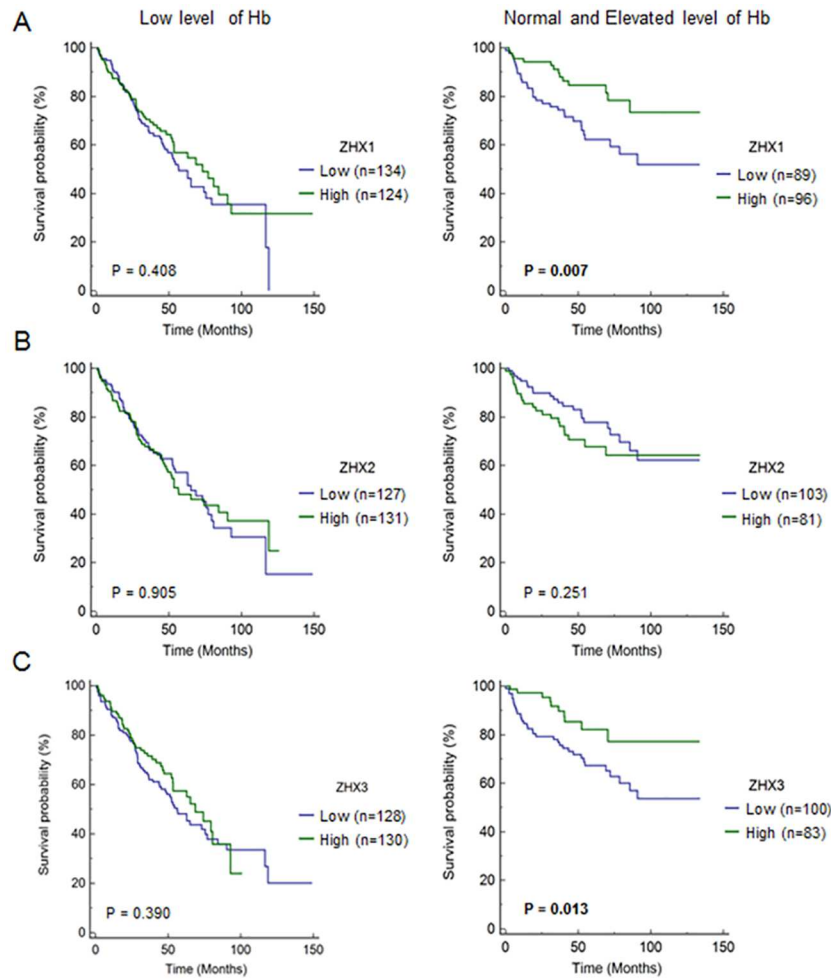 Low level of Hb
Normal and Elevated level of Hb
A
Survival probability (%)
100
80
60
40
20
0
ZHX1
Low (n=134)
High (n=124)
P = 0.408
0 50 100 150
Time (Months)
Survival probability (%)
100
80
60
40
20
0
ZHX1
Low (n=89)
High (n=96)
P = 0.007
0 50 100 150
Time (Months)
B
Survival probability (%)
100
80
60
40
20
0
ZHX2
Low (n=127)
High (n=131)
P = 0.905
0 50 100 150
Time (Months)
Survival probability (%)
100
80
60
40
20
0
ZHX2
Low (n=103)
High (n=81)
P = 0.251
0 50 100 150
Time (Months)
C
Survival probability (%)
100
80
60
40
20
0
ZHX3
Low (n=128)
High (n=130)
P = 0.390
0 50 100 150
Time (Months)
Survival probability (%)
100
80
60
40
20
0
ZHX3
Low (n=100)
High (n=83)
P = 0.013
0 50 100 150
Time (Months)